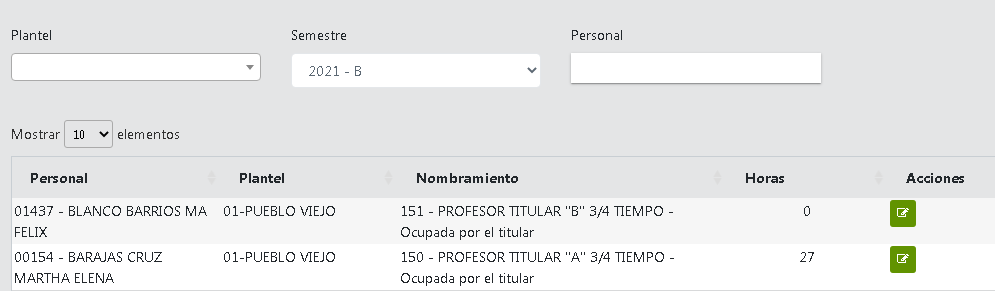 Plantel Semestre Personal
2021 - B
Mostrar 10 elementos
Personal Plantel Nombramiento Horas Acciones
01437 - BLANCO BARRIOS MA 01-PUEBLO VIEJO 151 - PROFESOR TITULAR "B" 3/4 TIEMPO - 0
FELIX Ocupada por el titular
00154 - BARAJAS CRUZ 01-PUEBLO VIEJO 150 - PROFESOR TITULAR "A" 3/4 TIEMPO - 27
MARTHA ELENA Ocupada por el titular